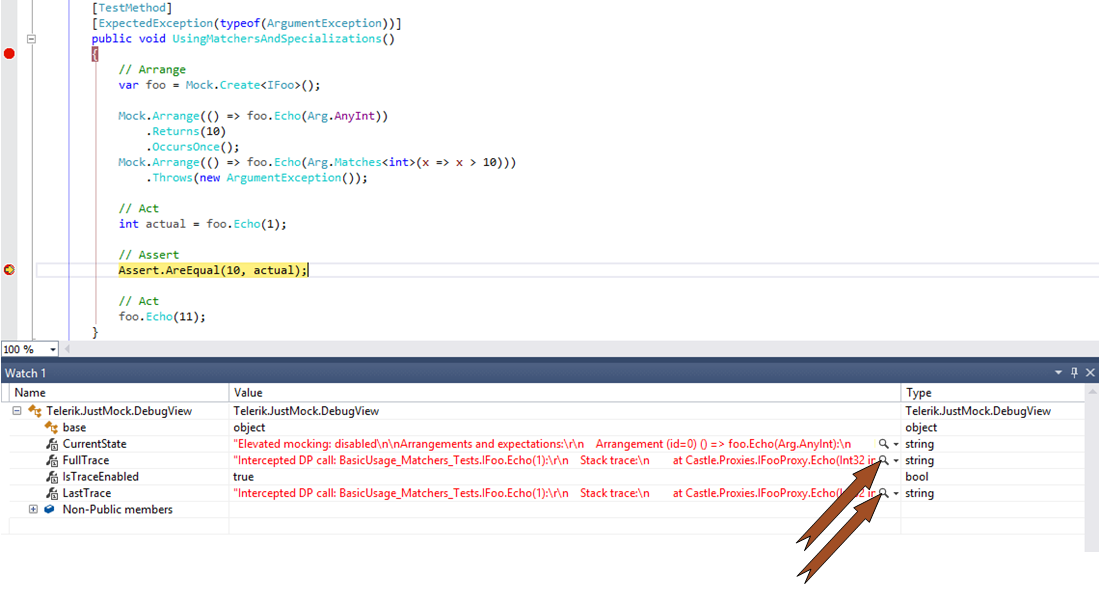 [TestMethod]
[ExpectedException(typeof(ArgumentException))]
public void UsingMatchersAndSpecializations()
{
// Arrange
var foo = Mock.Create<IFoo>();
Mock.Arrange(() => foo.Echo(Arg.AnyInt))
.Returns(10)
.OccursOnce();
Mock.Arrange(() => foo.Echo(Arg.Matches<int>(x => x > 10)))
.Throws(new ArgumentException());
// Act
int actual = foo.Echo(1);
// Assert
Assert.AreEqual(10, actual);
// Act
foo.Echo(11);
}
100 %
Watch 1
Name Value Type
Telerik.JustMock.DebugView Telerik.JustMock.DebugView Telerik.JustMock.DebugView
base object object
CurrentState "Elevated mocking: disabled\n\nArrangements and expectations:\r\n    Arrangement (id=0) () => foo.Echo(Arg.AnyInt):\n string
FullTrace "Intercepted DP call: BasicUsage_Matchers_Tests.IFoo.Echo(1):\r\n    Stack trace:\n        at Castle.Proxies.IFooProxy.Echo(Int32 ir string
IsTraceEnabled true bool
LastTrace "Intercepted DP call: BasicUsage_Matchers_Tests.IFoo.Echo(1):\r\n    Stack trace:\n        at Castle.Proxies.IFooProxy.Echo( string
Non-Public members